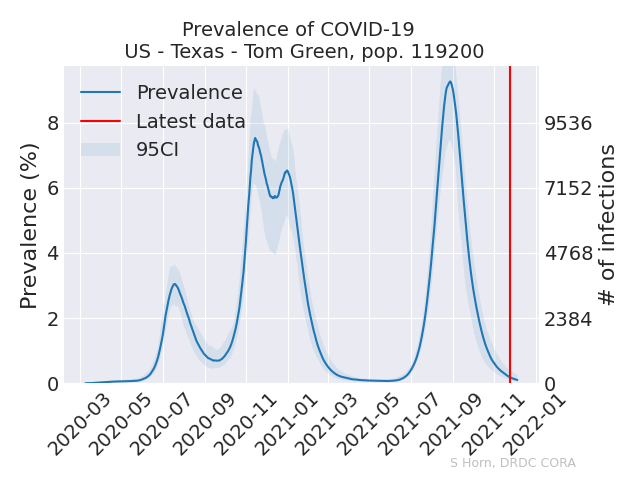 Prevalence of COVID-19
US - Texas - Tom Green, pop. 119200
Prevalence
Latest data
95CI
Prevalence (%)
8
6
4
2
0
# of infections
9536
7152
4768
2384
0
2020-03
2020-05
2020-07
2020-09
2020-11
2021-01
2021-03
2021-05
2021-07
2021-09
2021-11
2022-01
S Horn, DRDC CORA